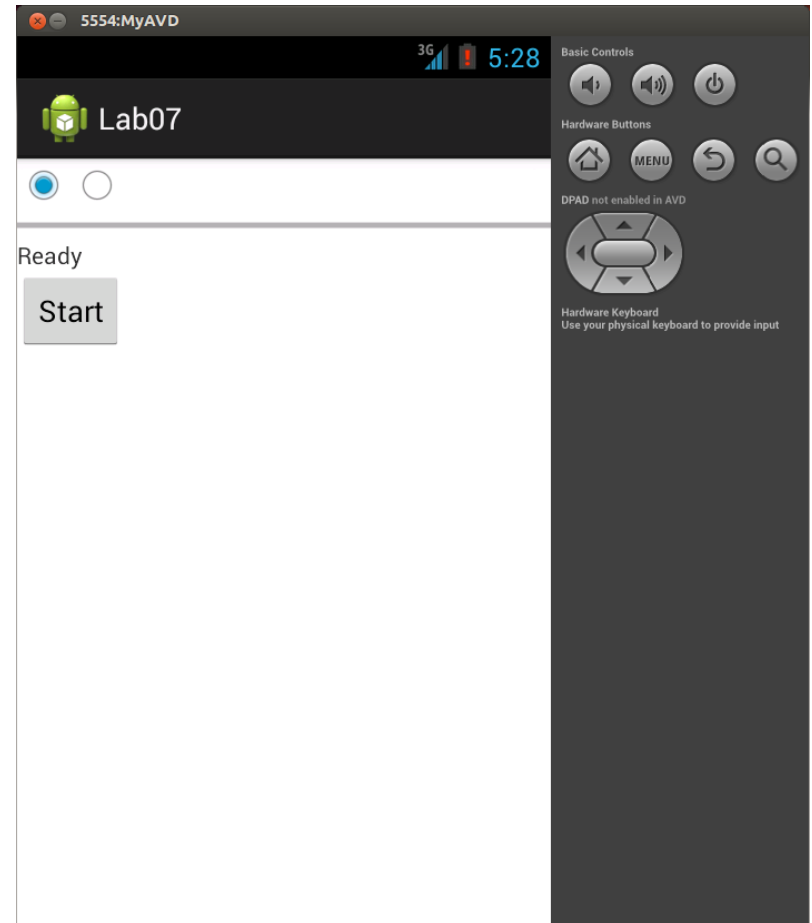 5554:MyAVD
3G 5:28
Lab07
Ready
Start
Basic Controls
Hardware Buttons
MENU
DPAD not enabled in AVD
Hardware Keyboard
Use your physical keyboard to provide input